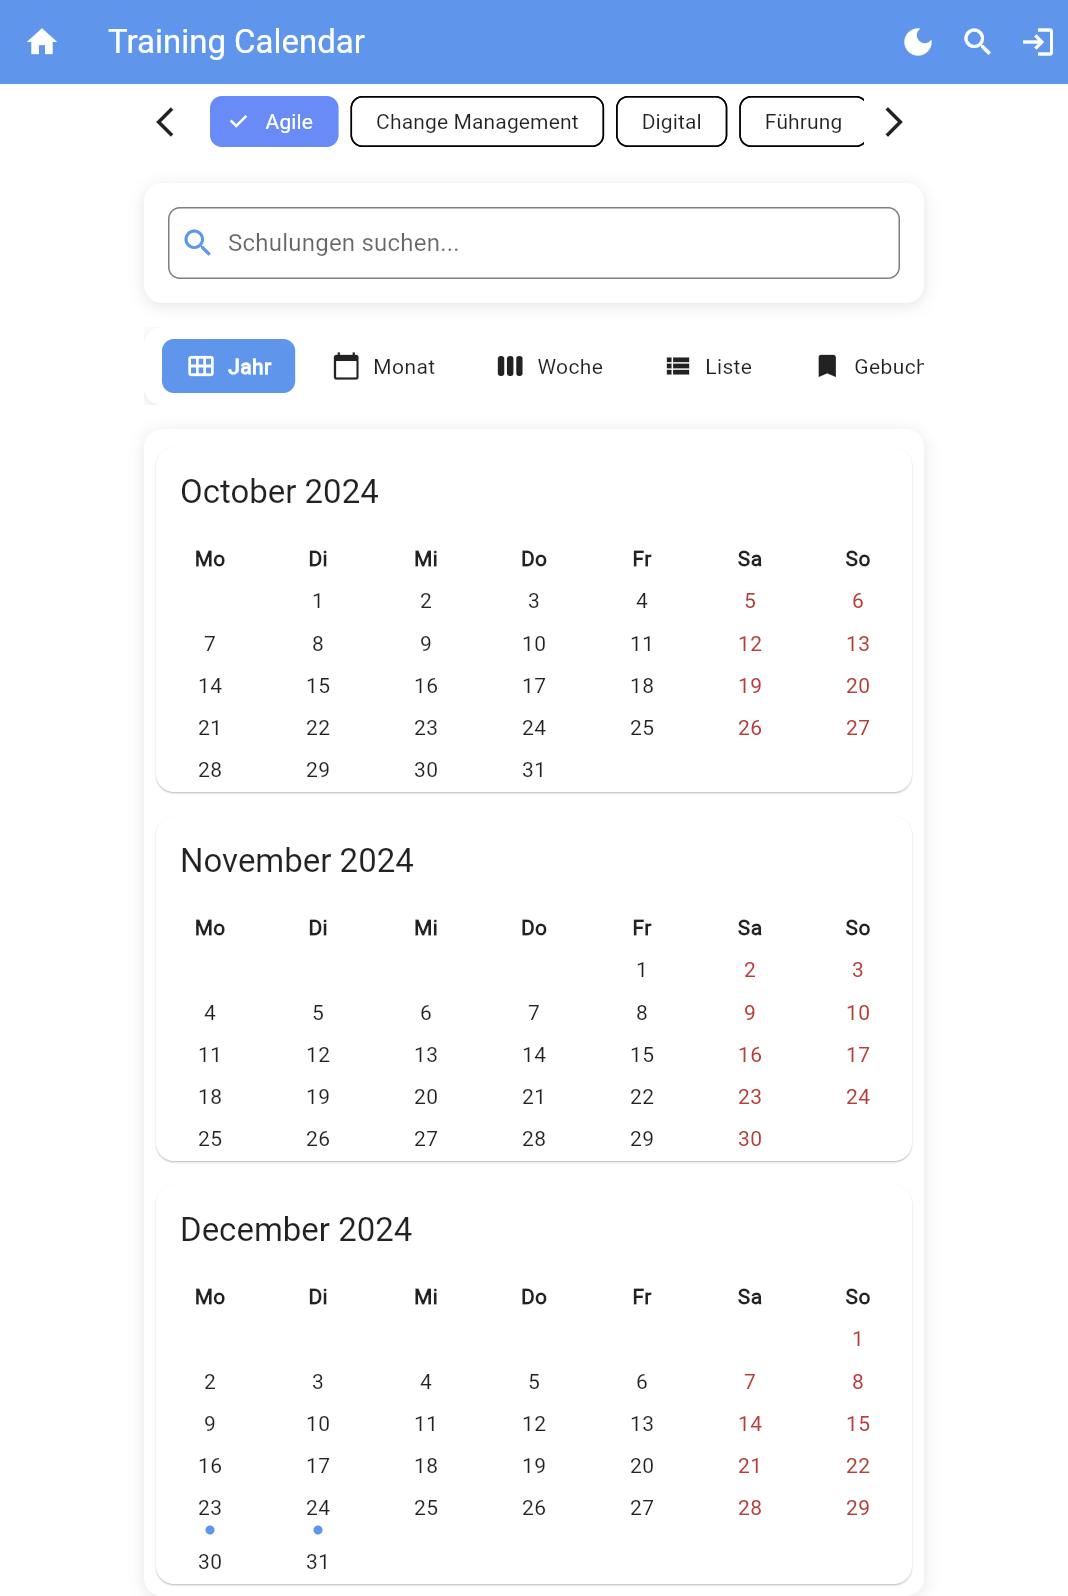 Training Calendar
Agile Change Management Digital Führung
Schulungen suchen...
Jahr Monat Woche Liste Gebuch
October 2024
Mo Di Mi Do Fr Sa So
1 2 3 4 5 6
7 8 9 10 11 12 13
14 15 16 17 18 19 20
21 22 23 24 25 26 27
28 29 30 31
November 2024
Mo Di Mi Do Fr Sa So
1 2 3
4 5 6 7 8 9 10
11 12 13 14 15 16 17
18 19 20 21 22 23 24
25 26 27 28 29 30
December 2024
Mo Di Mi Do Fr Sa So
1
2 3 4 5 6 7 8
9 10 11 12 13 14 15
16 17 18 19 20 21 22
23 24 25 26 27 28 29
30 31